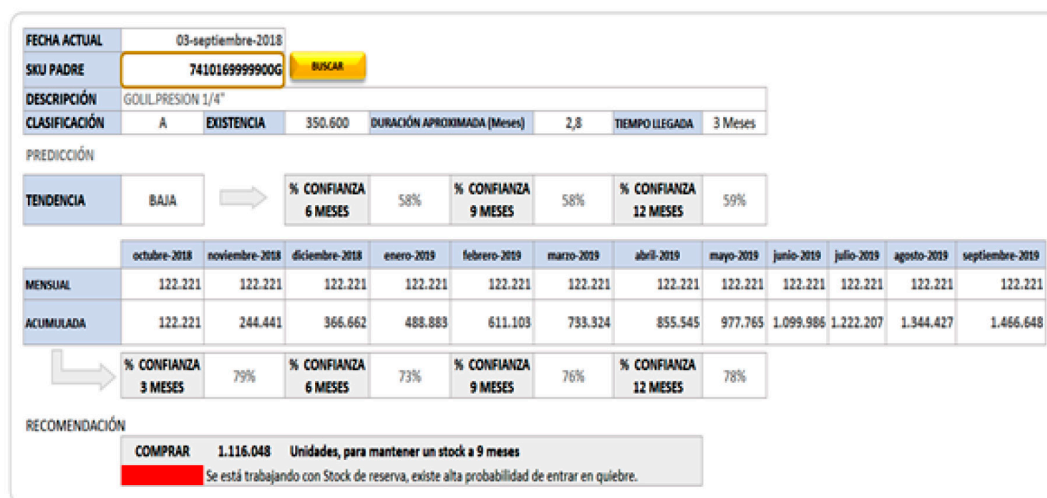 FECHA ACTUAL 03-septiembre-2018
SKU PADRE 7410169999900G BUSCAR
DESCRIPCIÓN GOLIL.PRESION 1/4"
CLASIFICACIÓN A EXISTENCIA 350.600 DURACIÓN APROXIMADA (Meses) 2,8 TIEMPO LLEGADA 3 Meses
PREDICCIÓN
TENDENCIA BAJA % CONFIANZA 6 MESES 58% % CONFIANZA 9 MESES 58% % CONFIANZA 12 MESES 59%
octubre-2018 noviembre-2018 diciembre-2018 enero-2019 febrero-2019 marzo-2019 abril-2019 mayo-2019 junio-2019 julio-2019 agosto-2019 septiembre-2019
MENSUAL 122.221 122.221 122.221 122.221 122.221 122.221 122.221 122.221 122.221 122.221 122.221 122.221
ACUMULADA 122.221 244.441 366.662 488.883 611.103 733.324 855.545 977.765 1.099.986 1.222.207 1.344.427 1.466.648
% CONFIANZA 3 MESES 79% % CONFIANZA 6 MESES 73% % CONFIANZA 9 MESES 76% % CONFIANZA 12 MESES 78%
RECOMENDACIÓN
COMPRAR 1.116.048 Unidades, para mantener un stock a 9 meses
Se está trabajando con Stock de reserva, existe alta probabilidad de entrar en quiebre.